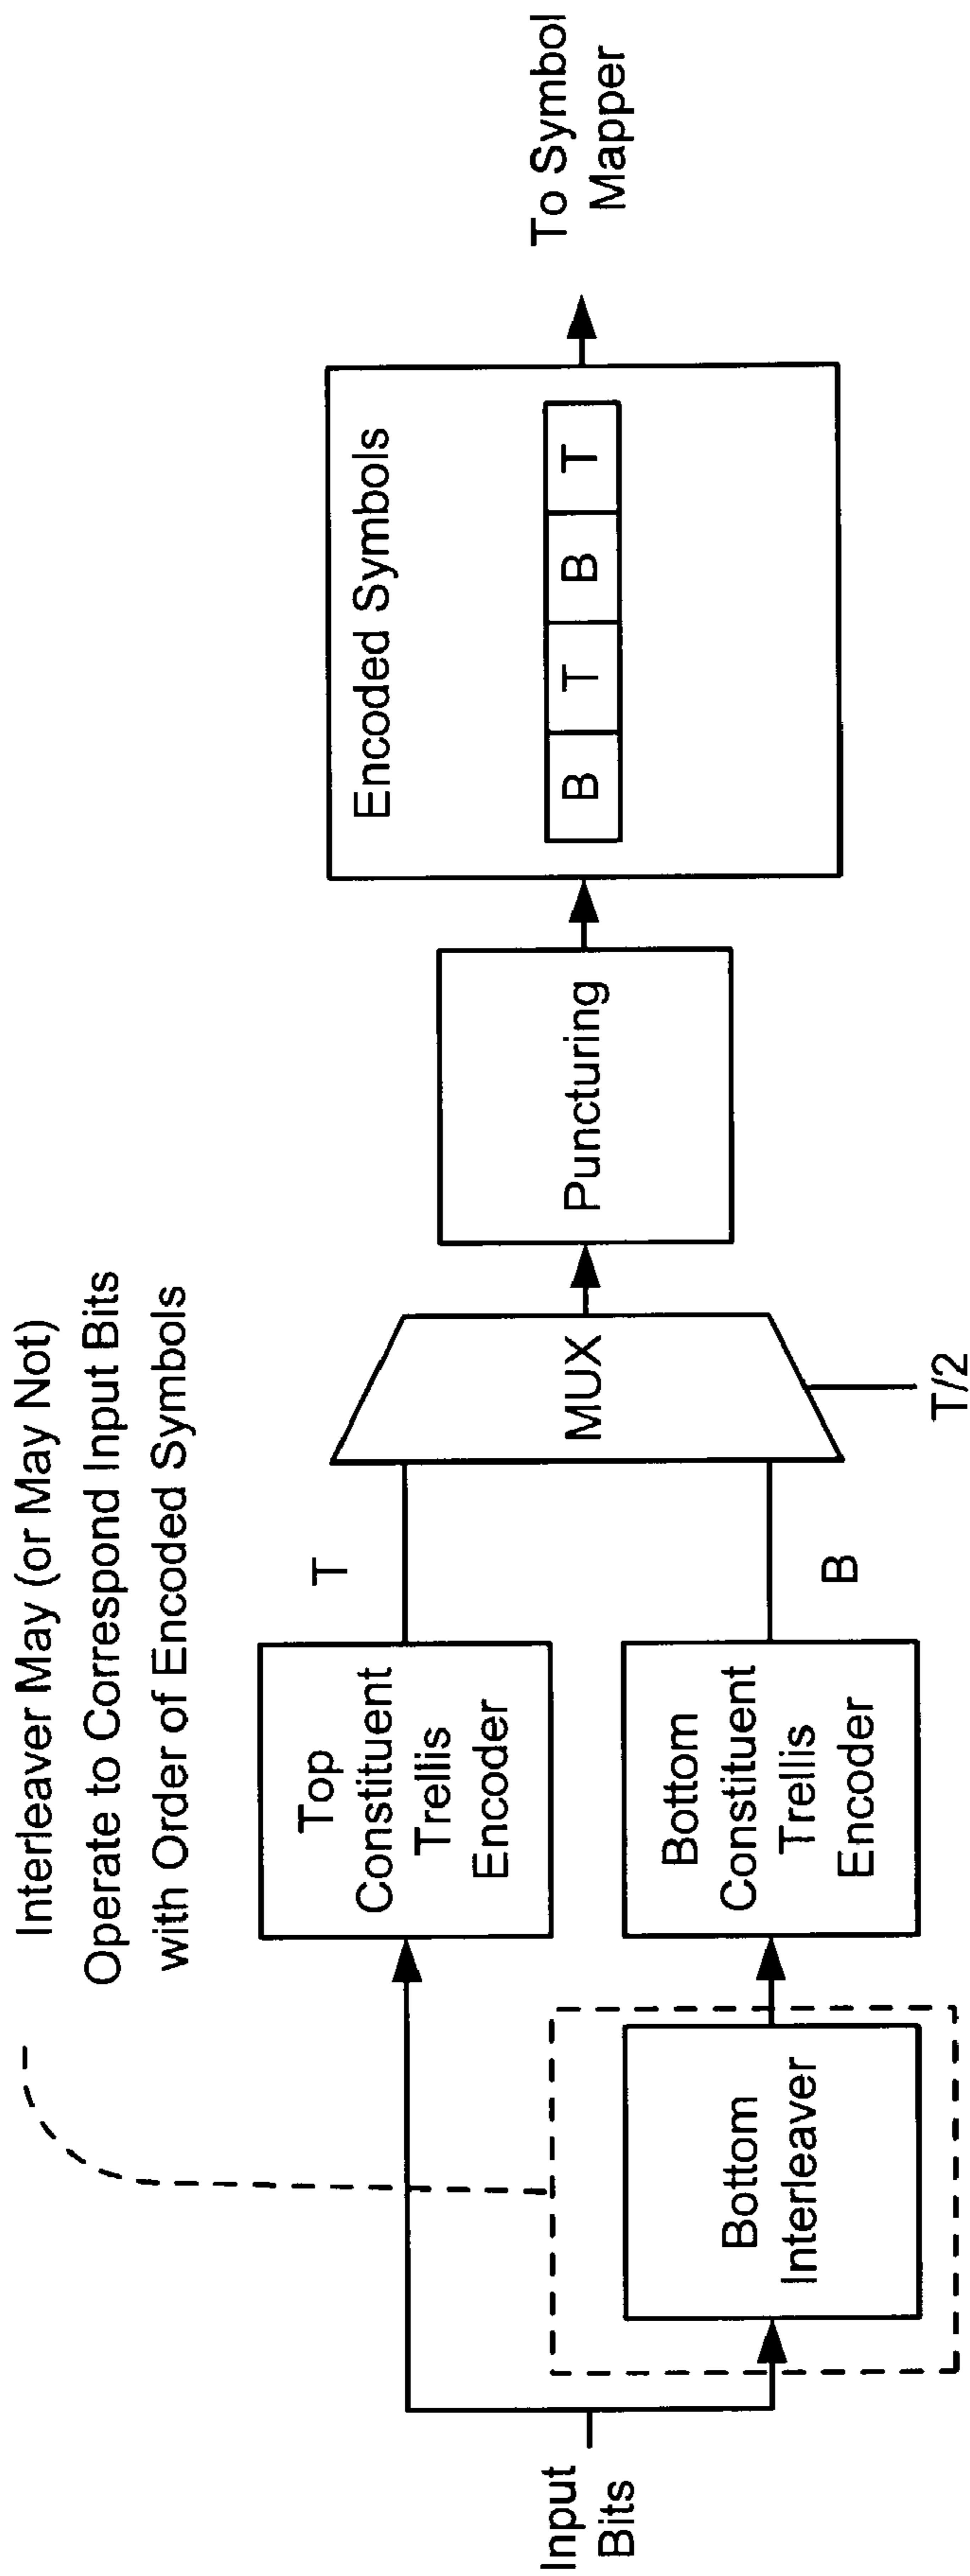 Interleaver May (or May Not)
Operate to Correspond Input Bits
with Order of Encoded Symbols
Input
Bits
Bottom
Interleaver
Top
Constituent
Trellis
Encoder
Bottom
Constituent
Trellis
Encoder
T
B
MUX
T/2
Puncturing
Encoded Symbols
B T B T
To Symbol
Mapper